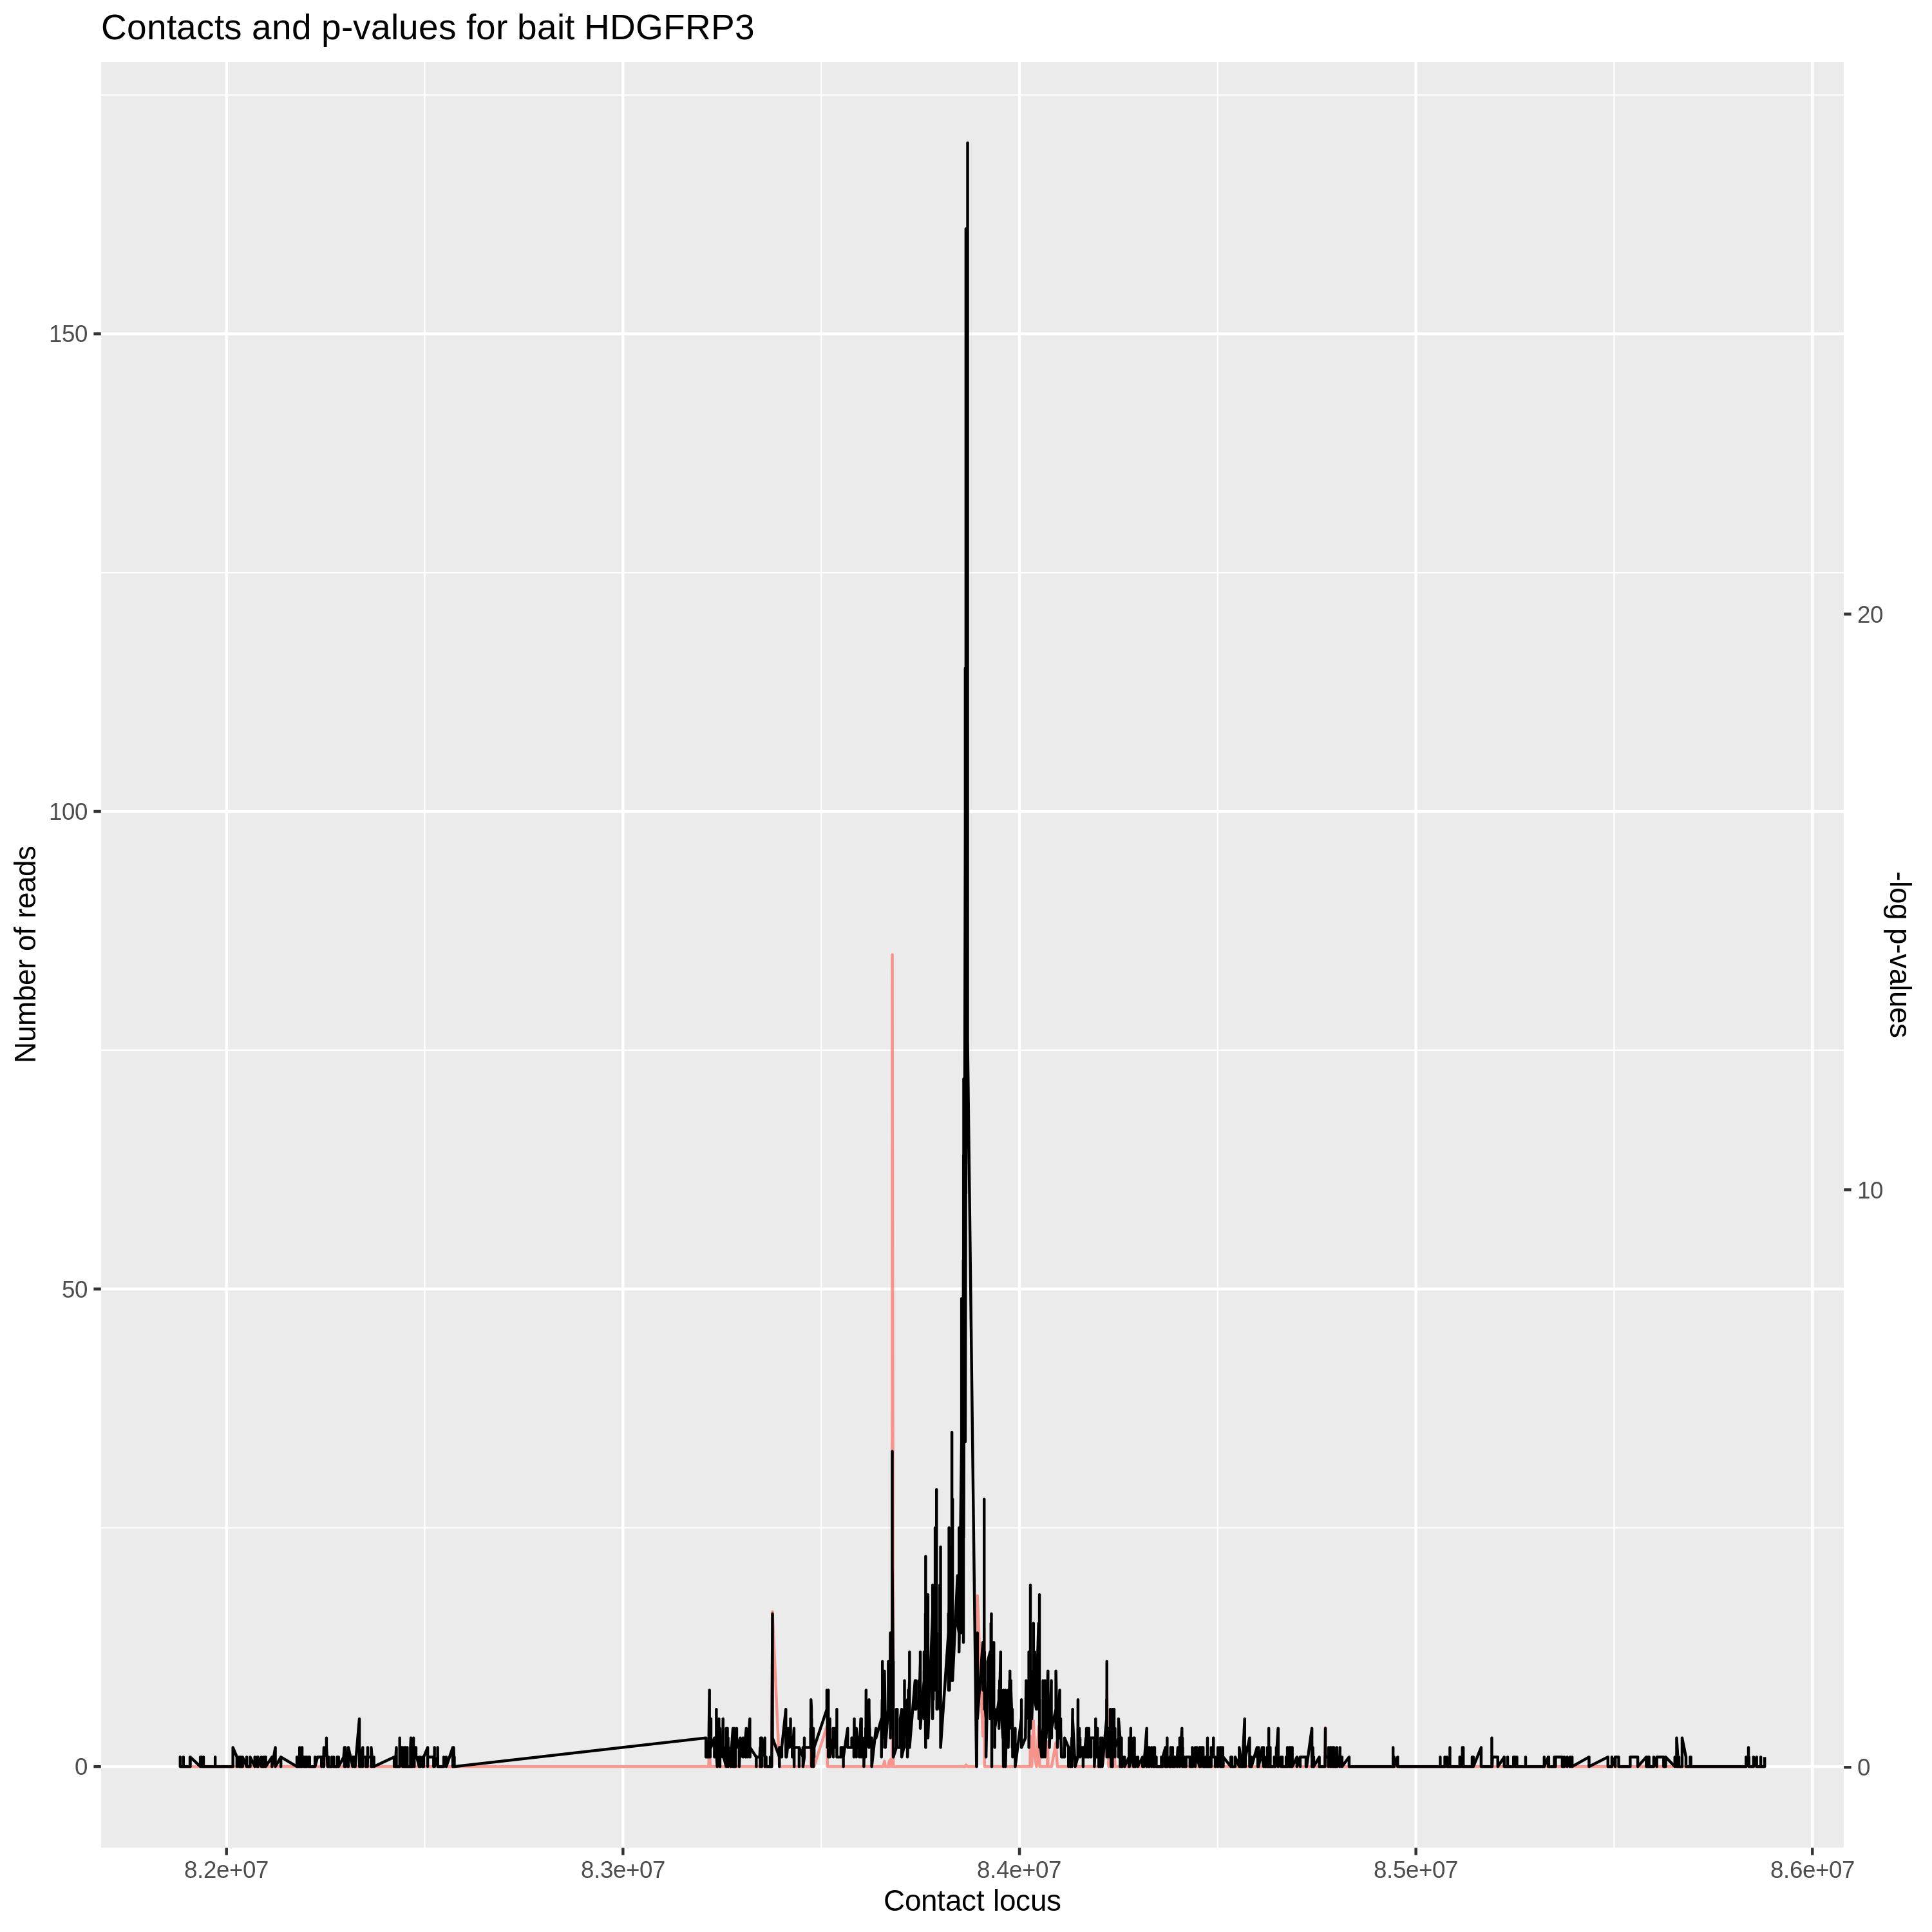 Contacts and p-values for bait HDGFRP3
150
100
50
0
Number of reads
20
10
0
-log p-values
8.2e+07
8.3e+07
8.4e+07
8.5e+07
8.6e+07
Contact locus